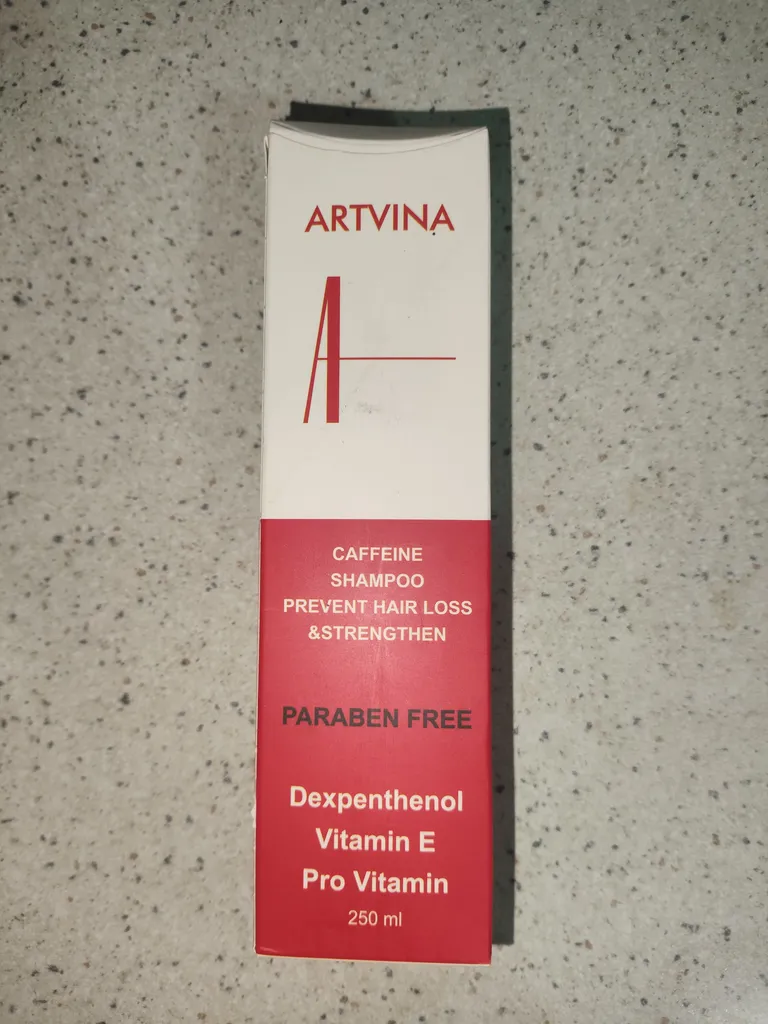 ARTVINA
A
CAFFEINE
SHAMPOO
PREVENT HAIR LOSS
&STRENGTHEN
PARABEN FREE
Dexpenthenol
Vitamin E
Pro Vitamin
250 ml